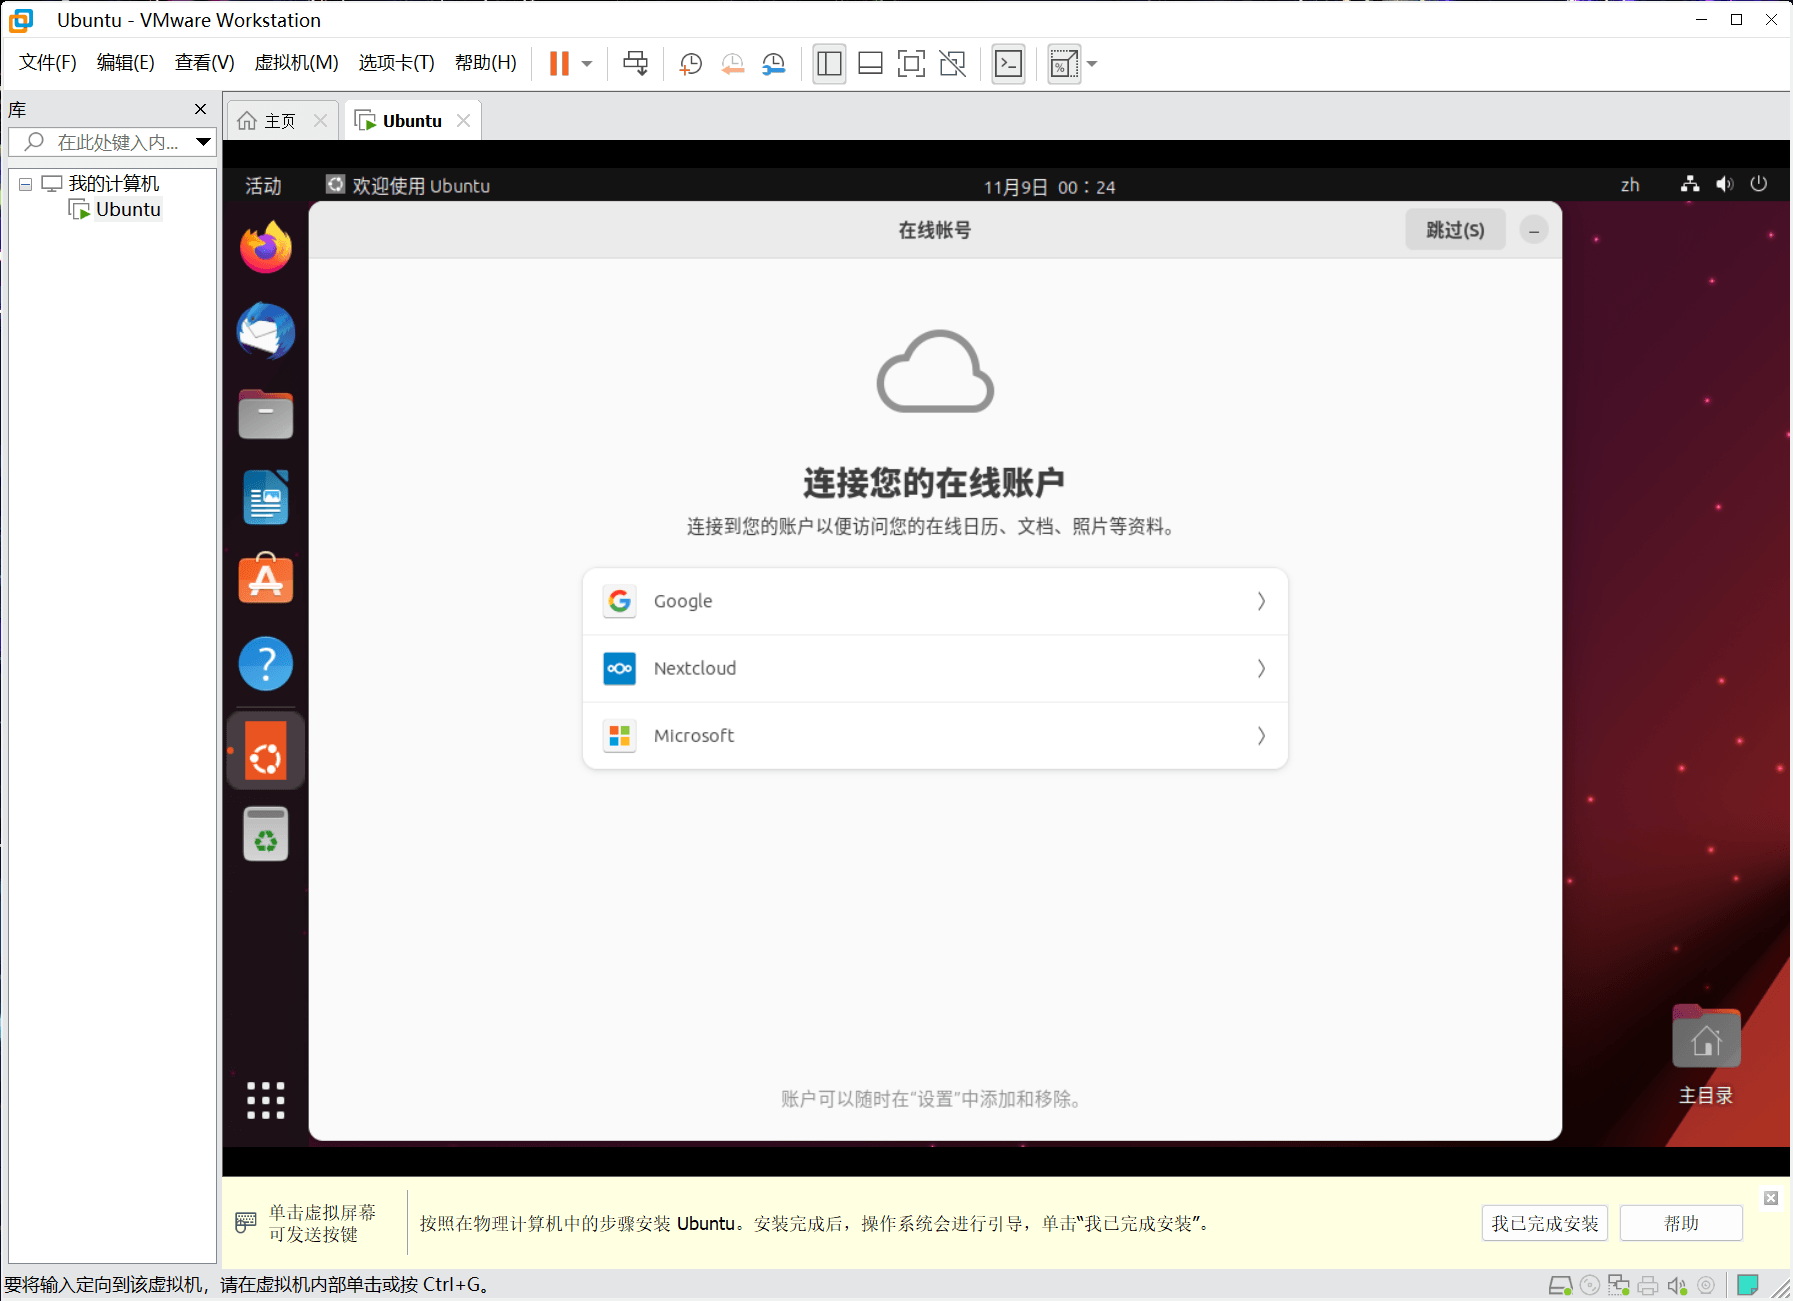 Ubuntu - VMware Workstation
文件(F) 编辑(E) 查看(V) 虚拟机(M) 选项卡(T) 帮助(H)
库
在此处键入内...
我的计算机
Ubuntu
主页
Ubuntu
活动
欢迎使用 Ubuntu
11月9日 00：24
zh
在线帐号
跳过(S)
连接您的在线账户
连接到您的账户以便访问您的在线日历、文档、照片等资料。
Google
Nextcloud
Microsoft
账户可以随时在“设置”中添加和移除。
主目录
单击虚拟屏幕
可发送按键
按照在物理计算机中的步骤安装 Ubuntu。安装完成后，操作系统会进行引导，单击“我已完成安装”。
我已完成安装
帮助
要将输入定向到该虚拟机，请在虚拟机内部单击或按 Ctrl+G。